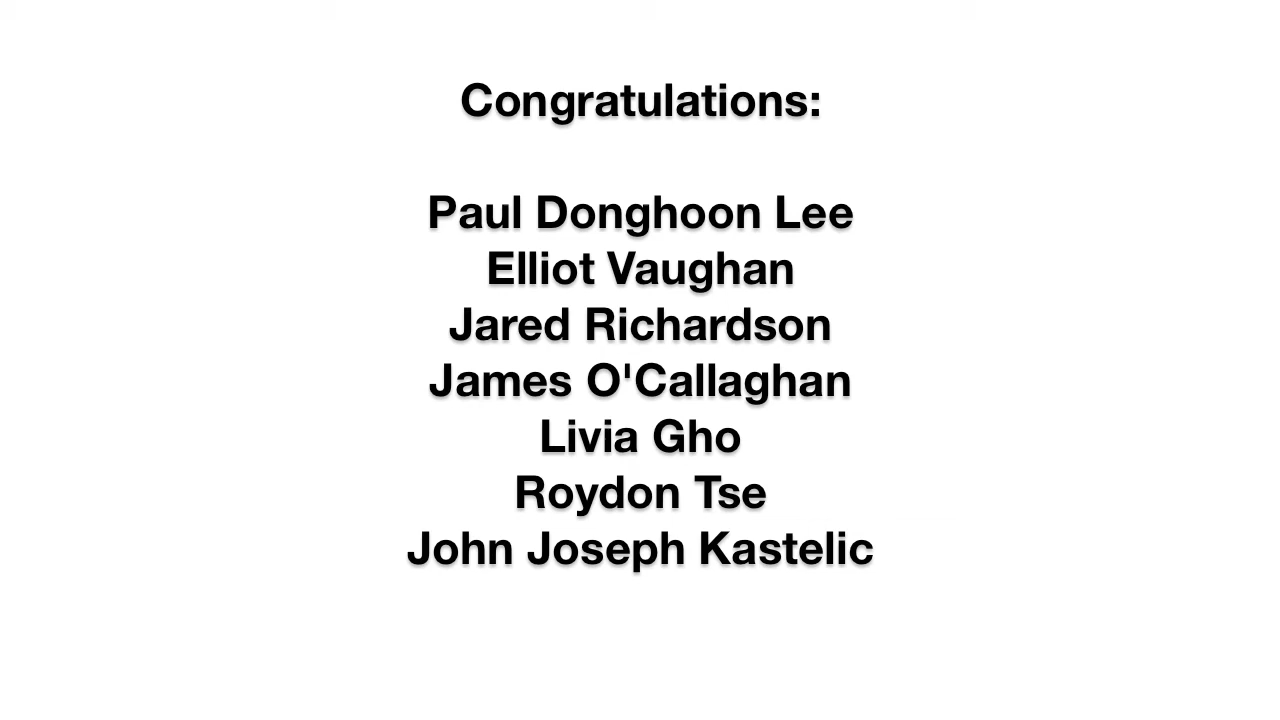 Congratulations:
Paul Donghoon Lee
Elliot Vaughan
Jared Richardson
James O'Callaghan
Livia Gho
Roydon Tse
John Joseph Kastelic